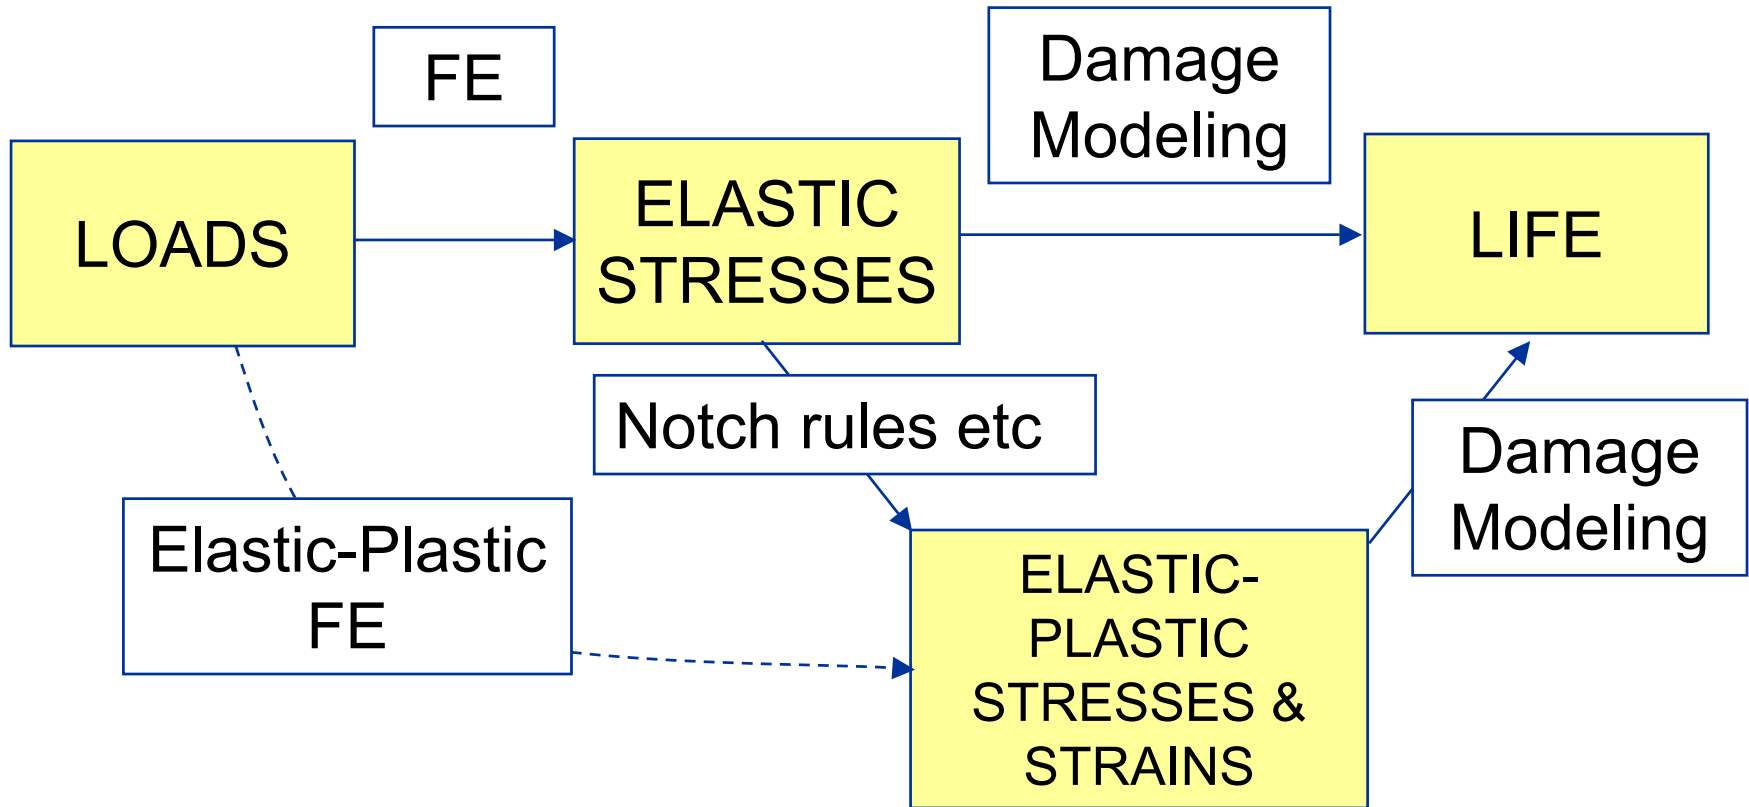 FE
Damage
Modeling
LOADS
ELASTIC
STRESSES
LIFE
Notch rules etc
Damage
Modeling
Elastic-Plastic
FE
ELASTIC-
PLASTIC
STRESSES &
STRAINS